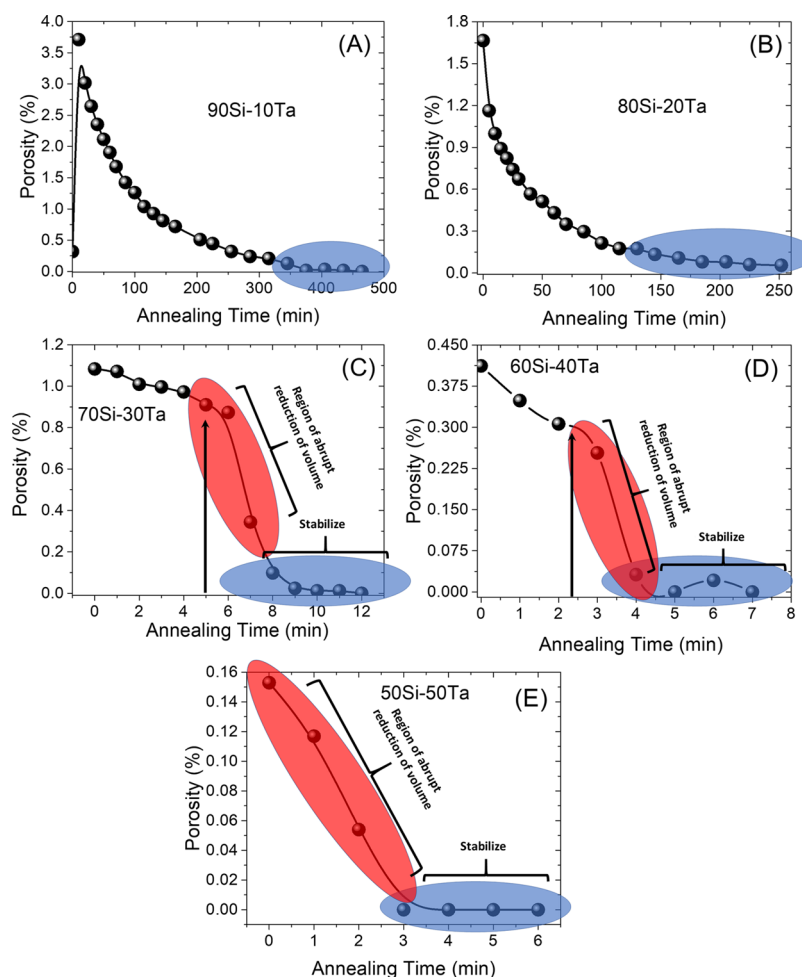 (A)
90Si-10Ta
Porosity (%)
4.0
3.5
3.0
2.5
2.0
1.5
1.0
0.5
0.0
0 100 200 300 400 500
Annealing Time (min)
(B)
80Si-20Ta
Porosity (%)
1.8
1.5
1.2
0.9
0.6
0.3
0.0
0 50 100 150 200 250
Annealing Time (min)
(C)
70Si-30Ta
Porosity (%)
1.2
1.0
0.8
0.6
0.4
0.2
0.0
Region of abrupt
reduction of volume
Stabilize
0 2 4 6 8 10 12
Annealing Time (min)
(D)
60Si-40Ta
Porosity (%)
0.450
0.375
0.300
0.225
0.150
0.075
0.000
Region of abrupt
reduction of volume
Stabilize
0 1 2 3 4 5 6 7 8
Annealing Time (min)
(E)
50Si-50Ta
Porosity (%)
0.16
0.14
0.12
0.10
0.08
0.06
0.04
0.02
0.00
Region of abrupt
reduction of volume
Stabilize
0 1 2 3 4 5 6
Annealing Time (min)